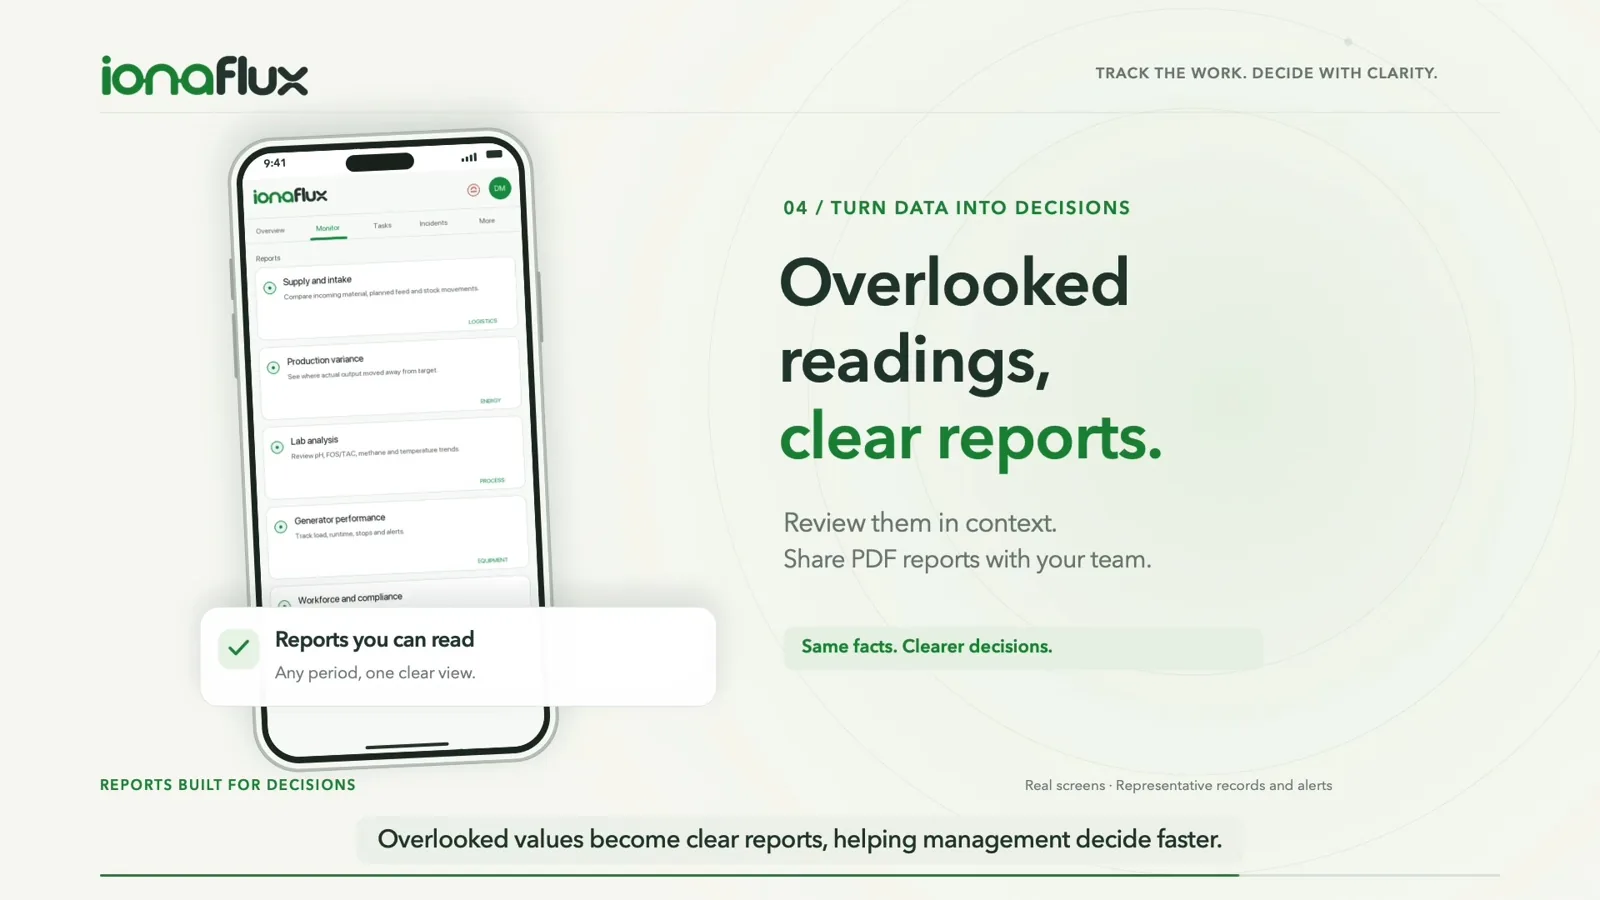 ionaflux
TRACK THE WORK. DECIDE WITH CLARITY.
9:41
ionaflux
DM
Overview
Monitor
Tasks
Incidents
More
Reports
Supply and intake
Compare incoming material, planned feed and stock movements.
LOGISTICS
Production variance
See where actual output moved away from target.
ENERGY
Lab analysis
Review pH, FOS/TAC, methane and temperature trends.
PROCESS
Generator performance
Track load, runtime, stops and alerts.
EQUIPMENT
Workforce and compliance
Reports you can read
Any period, one clear view.
04 / TURN DATA INTO DECISIONS
Overlooked
readings,
clear reports.
Review them in context.
Share PDF reports with your team.
Same facts. Clearer decisions.
REPORTS BUILT FOR DECISIONS
Real screens · Representative records and alerts
Overlooked values become clear reports, helping management decide faster.